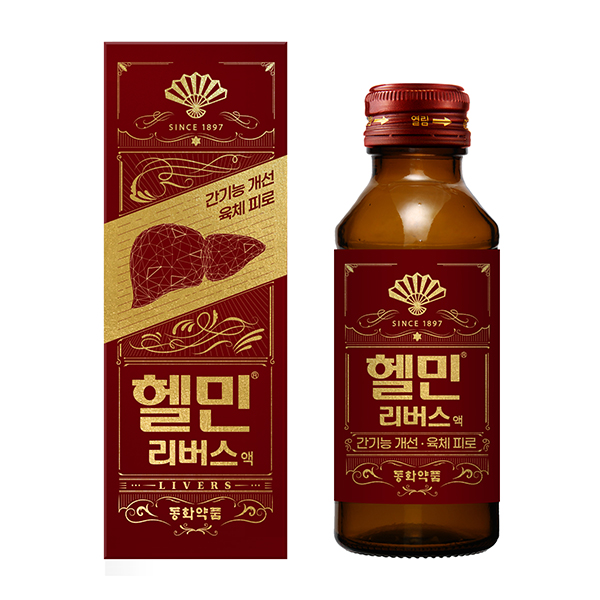 SINCE 1897
간기능 개선
육체 피로
헬민®
리버스액
LIVERS
동화약품
열림
SINCE 1897
헬민®
리버스액
간기능 개선·육체 피로
동화약품